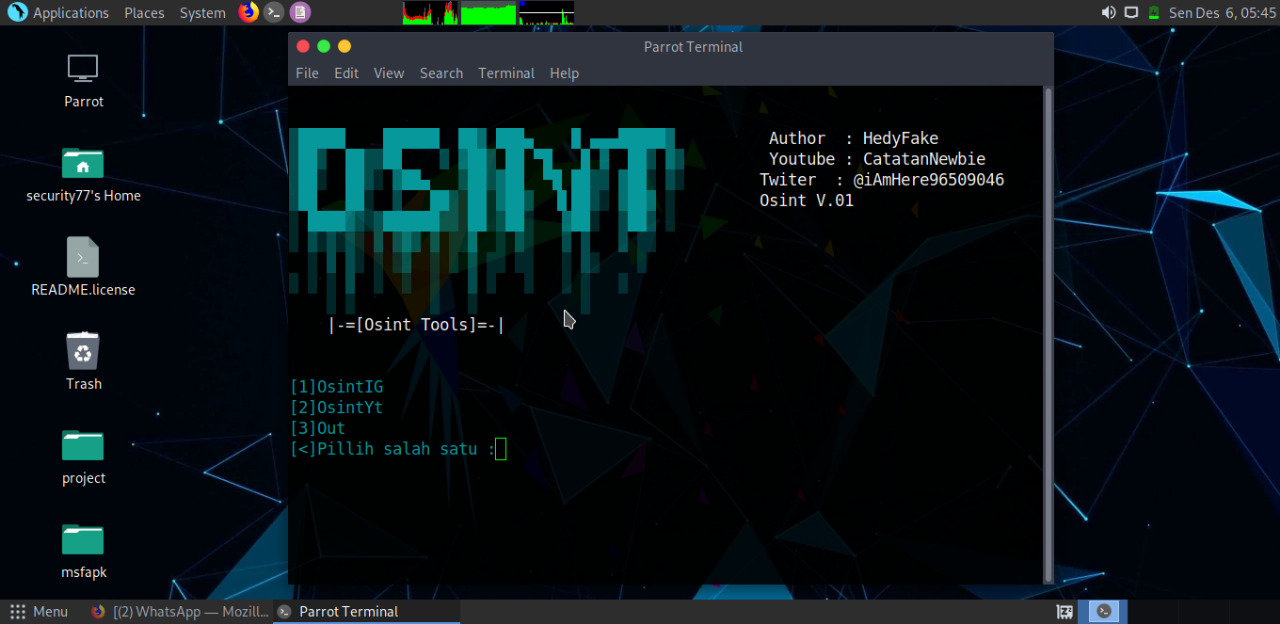 Applications Places System
Sen Des 6, 05:45
Parrot
security77's Home
README.license
Trash
project
msfapk
Parrot Terminal
File Edit View Search Terminal Help
OSINT
Author : HedyFake
Youtube : CatatanNewbie
Twiter : @iAmHere96509046
Osint V.01
|-=[Osint Tools]=-|
[1]OsintIG
[2]OsintYt
[3]Out
[<]Pillih salah satu :
Menu
[(2) WhatsApp — Mozill...
Parrot Terminal